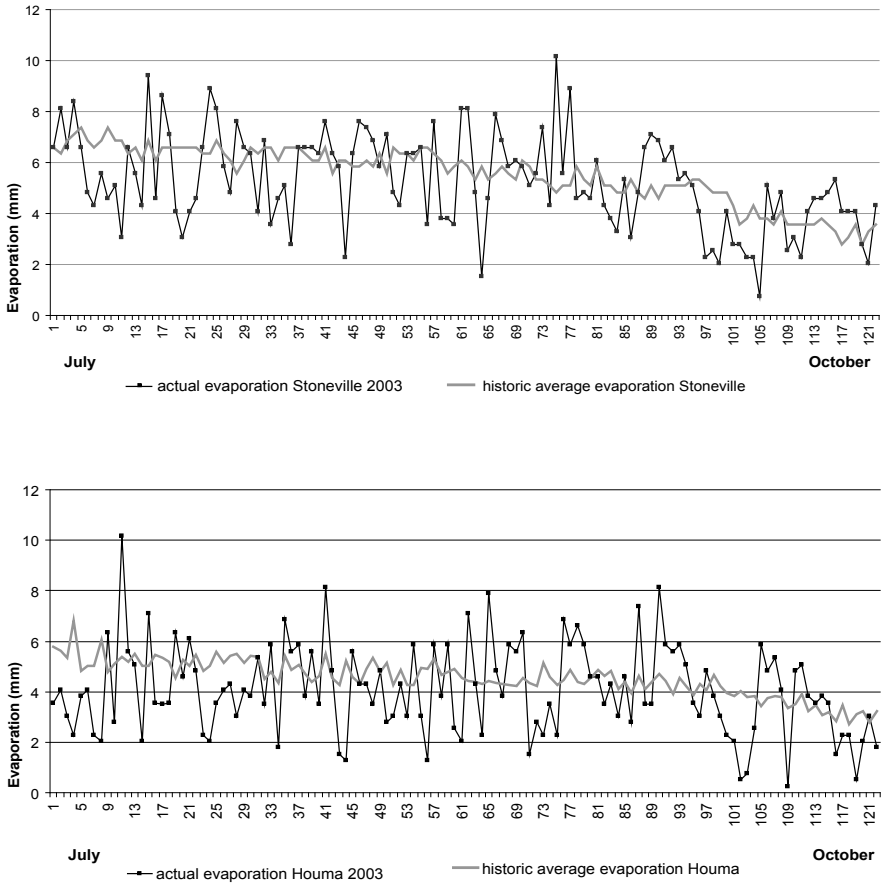 12
10
8
6
4
2
0
Evaporation (mm)
1 5 9 13 17 21 25 29 33 37 41 45 49 53 57 61 65 69 73 77 81 85 89 93 97 101 105 109 113 117 121
July October
actual evaporation Stoneville 2003 historic average evaporation Stoneville
12
10
8
6
4
2
0
Evaporation (mm)
1 5 9 13 17 21 25 29 33 37 41 45 49 53 57 61 65 69 73 77 81 85 89 93 97 101 105 109 113 117 121
July October
actual evaporation Houma 2003 historic average evaporation Houma